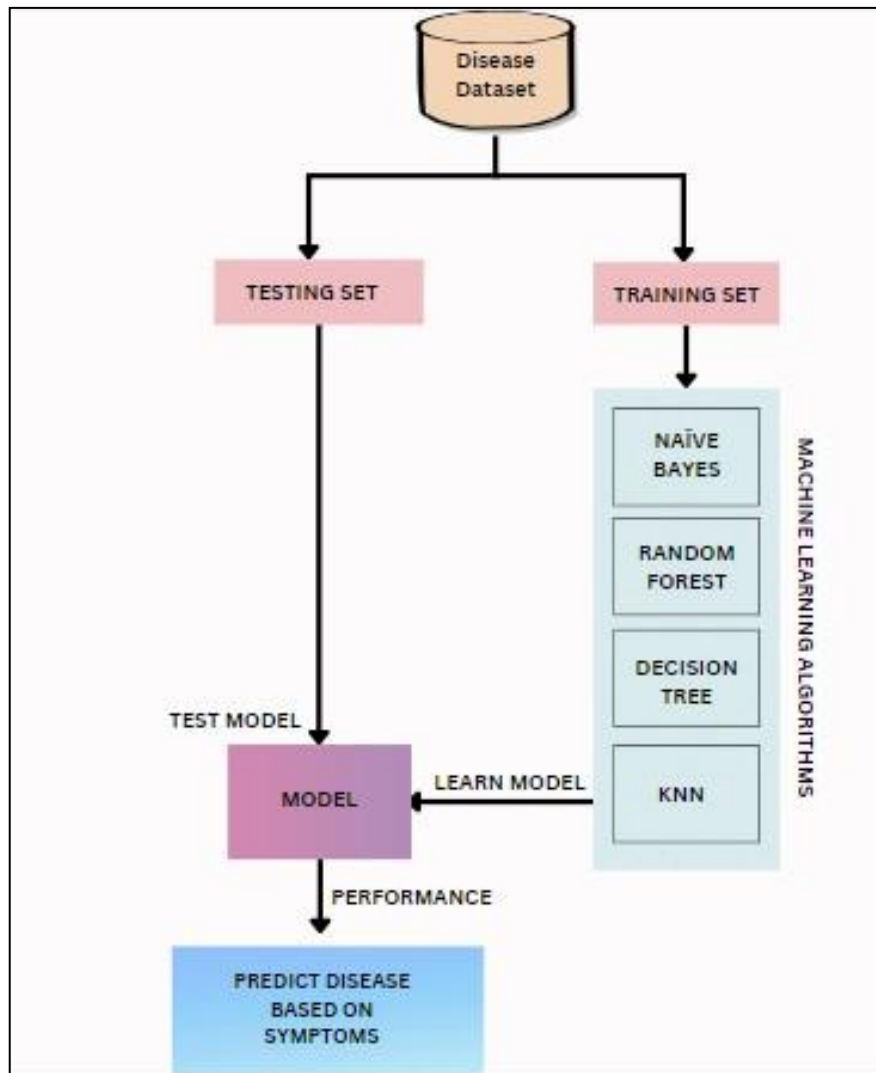 Disease
Dataset
TESTING SET
TRAINING SET
NAÏVE
BAYES
RANDOM
FOREST
DECISION
TREE
KNN
MACHINE LEARNING ALGORITHMS
TEST MODEL
LEARN MODEL
MODEL
PERFORMANCE
PREDICT DISEASE
BASED ON
SYMPTOMS